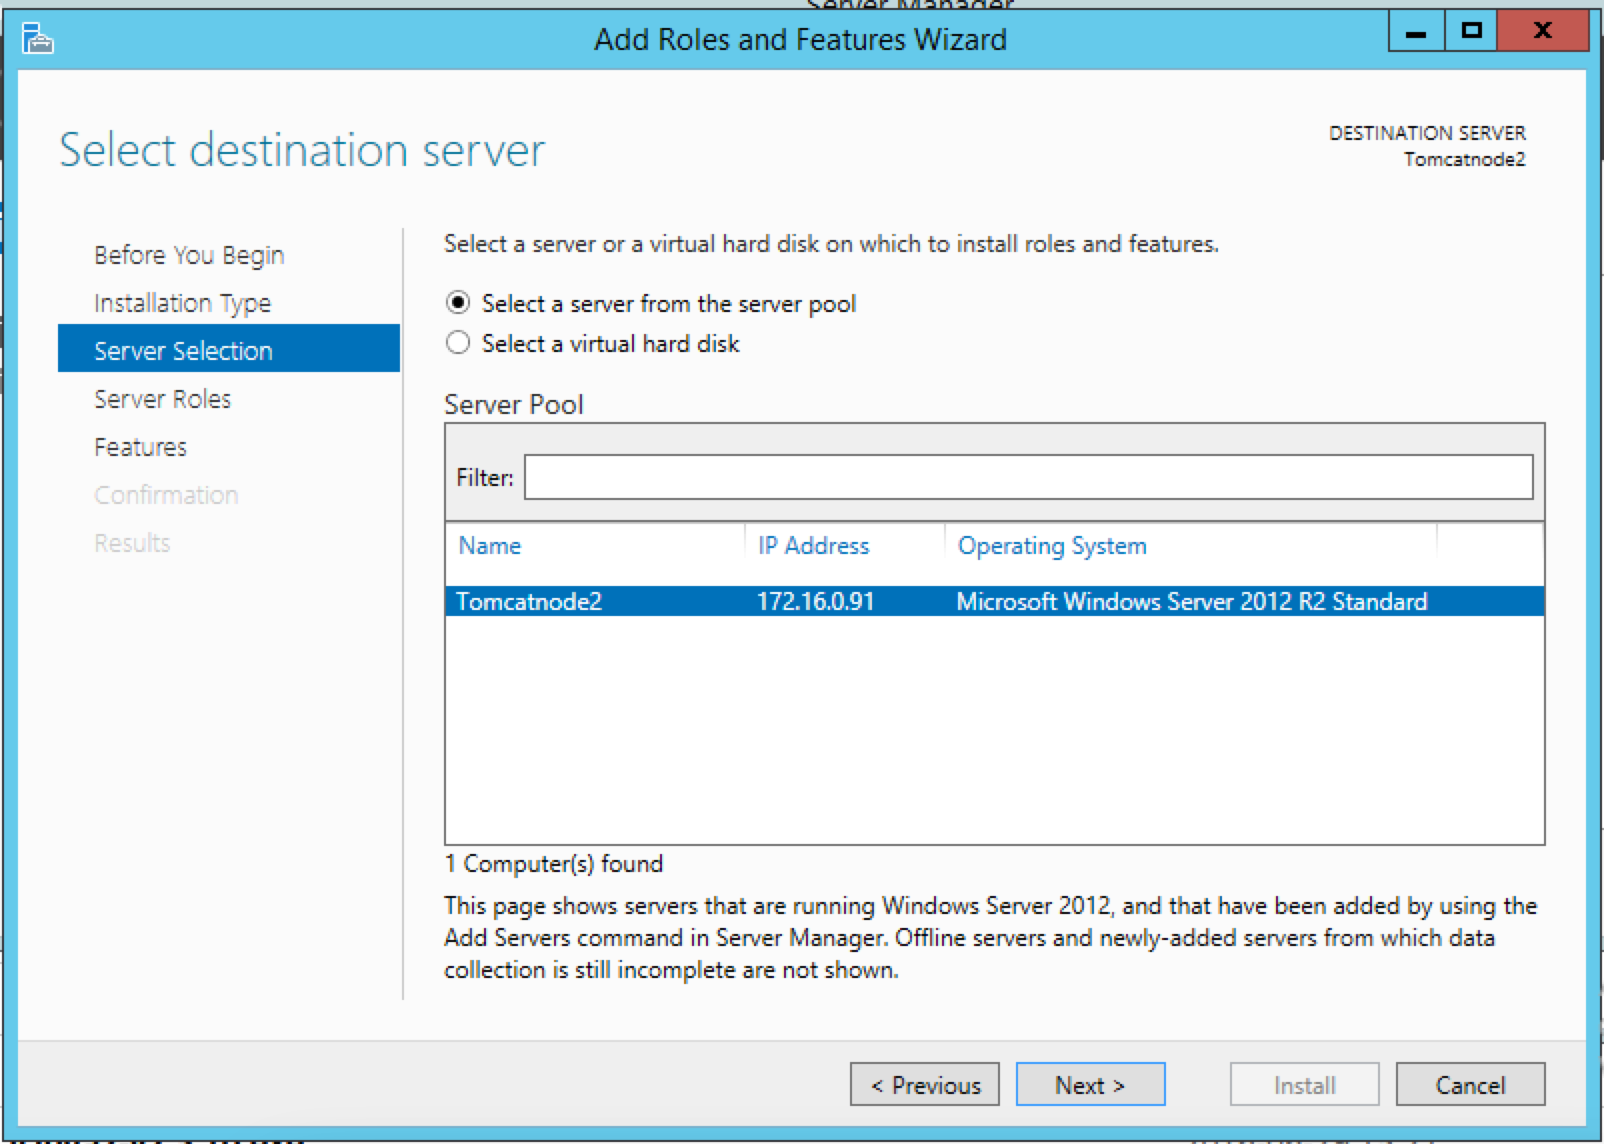 Server Manager
Add Roles and Features Wizard
Select destination server
DESTINATION SERVER
Tomcatnode2
Before You Begin
Installation Type
Server Selection
Server Roles
Features
Confirmation
Results
Select a server or a virtual hard disk on which to install roles and features.
Select a server from the server pool
Select a virtual hard disk
Server Pool
Filter:
Name IP Address Operating System
Tomcatnode2 172.16.0.91 Microsoft Windows Server 2012 R2 Standard
1 Computer(s) found
This page shows servers that are running Windows Server 2012, and that have been added by using the
Add Servers command in Server Manager. Offline servers and newly-added servers from which data
collection is still incomplete are not shown.
< Previous Next > Install Cancel